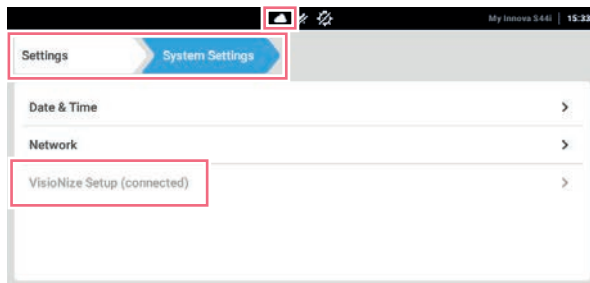 My Innova S44i | 15:33
Settings
System Settings
Date & Time
Network
VisioNize Setup (connected)